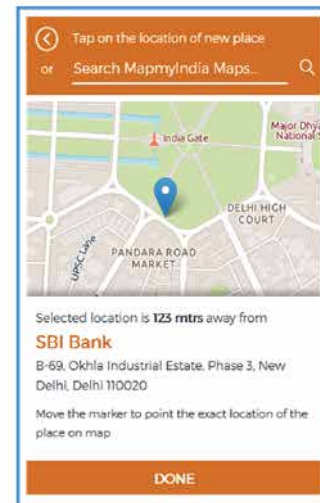 Tap on the location of new place
or Search MapmyIndia Maps...
India Gate
Major Dhya
National S
DELHI HIGH
COURT
UPSC Lane
PANDARA ROAD
MARKET
Selected location is 123 mtrs away from
SBI Bank
B-69, Okhla Industrial Estate, Phase 3, New
Delhi, Delhi 110020
Move the marker to point the exact location of the
place on map
DONE